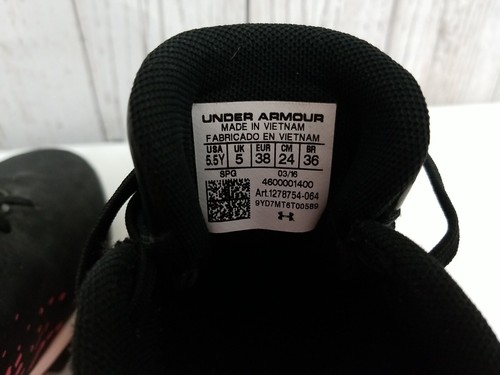 UNDER ARMOUR
MADE IN VIETNAM
FABRICADO EN VIETNAM
USA UK EUR CM BR
5.5Y 5 38 24 36
SPG 03/16
4600001400
Art.1278754-064
9YD7MT6T00589